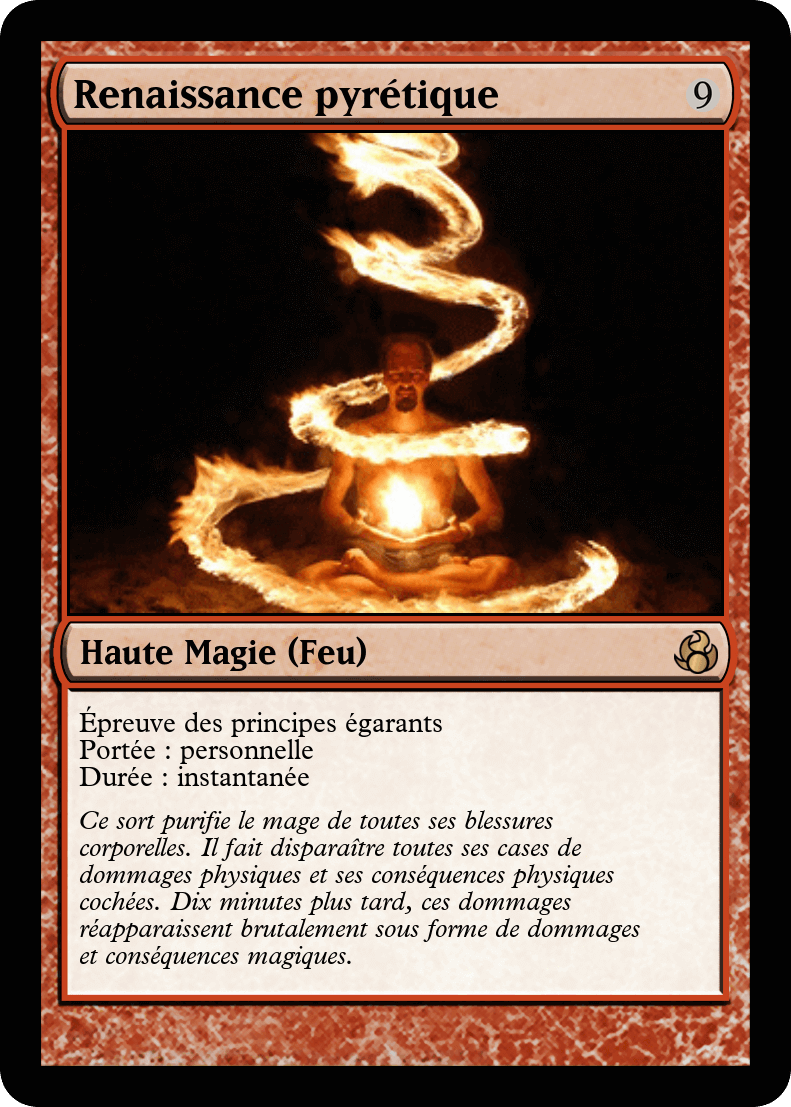 Renaissance pyrétique 9
Haute Magie (Feu)
Épreuve des principes égarants
Portée : personnelle
Durée : instantanée
Ce sort purifie le mage de toutes ses blessures
corporelles. Il fait disparaître toutes ses cases de
dommages physiques et ses conséquences physiques
cochées. Dix minutes plus tard, ces dommages
réapparaissent brutalement sous forme de dommages
et conséquences magiques.